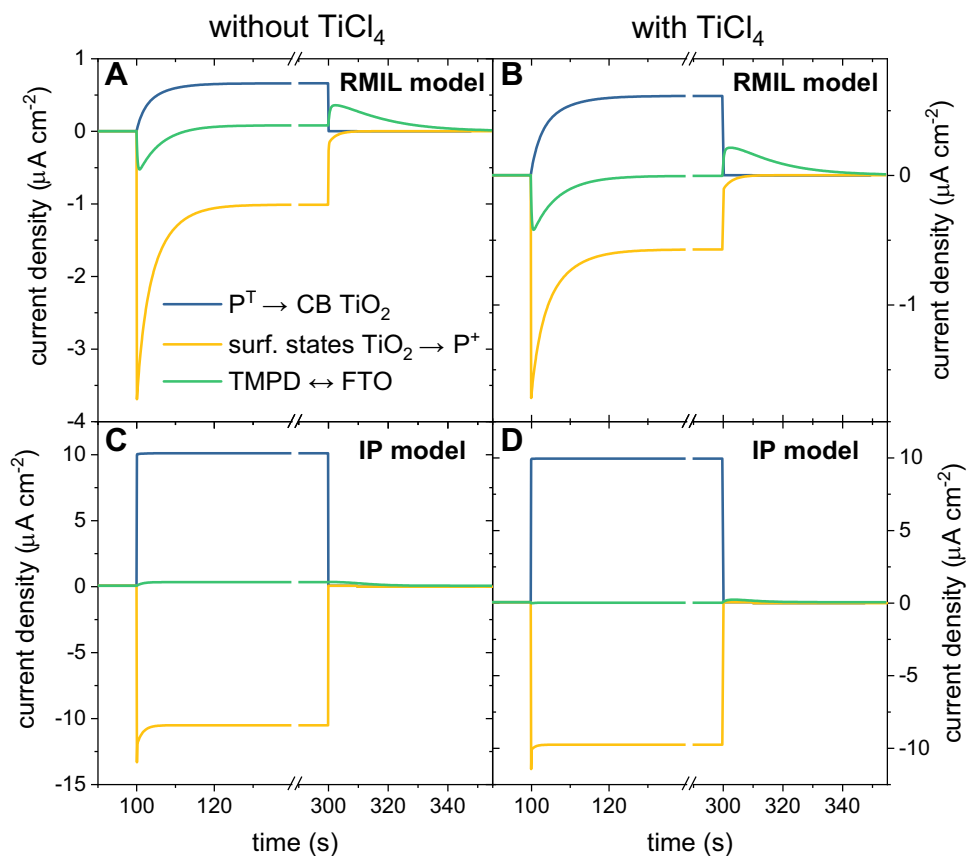 without TiCl₄
with TiCl₄
A
RMIL model
B
RMIL model
1
0
-1
-2
-3
-4
0
-1
current density (µA cm⁻²)
current density (µA cm⁻²)
Pᵀ → CB TiO₂
surf. states TiO₂ → P⁺
TMPD ↔ FTO
C
IP model
D
IP model
10
5
0
-5
-10
-15
10
5
0
-5
-10
current density (µA cm⁻²)
current density (µA cm⁻²)
100 120 300 320 340
100 120 300 320 340
time (s)
time (s)